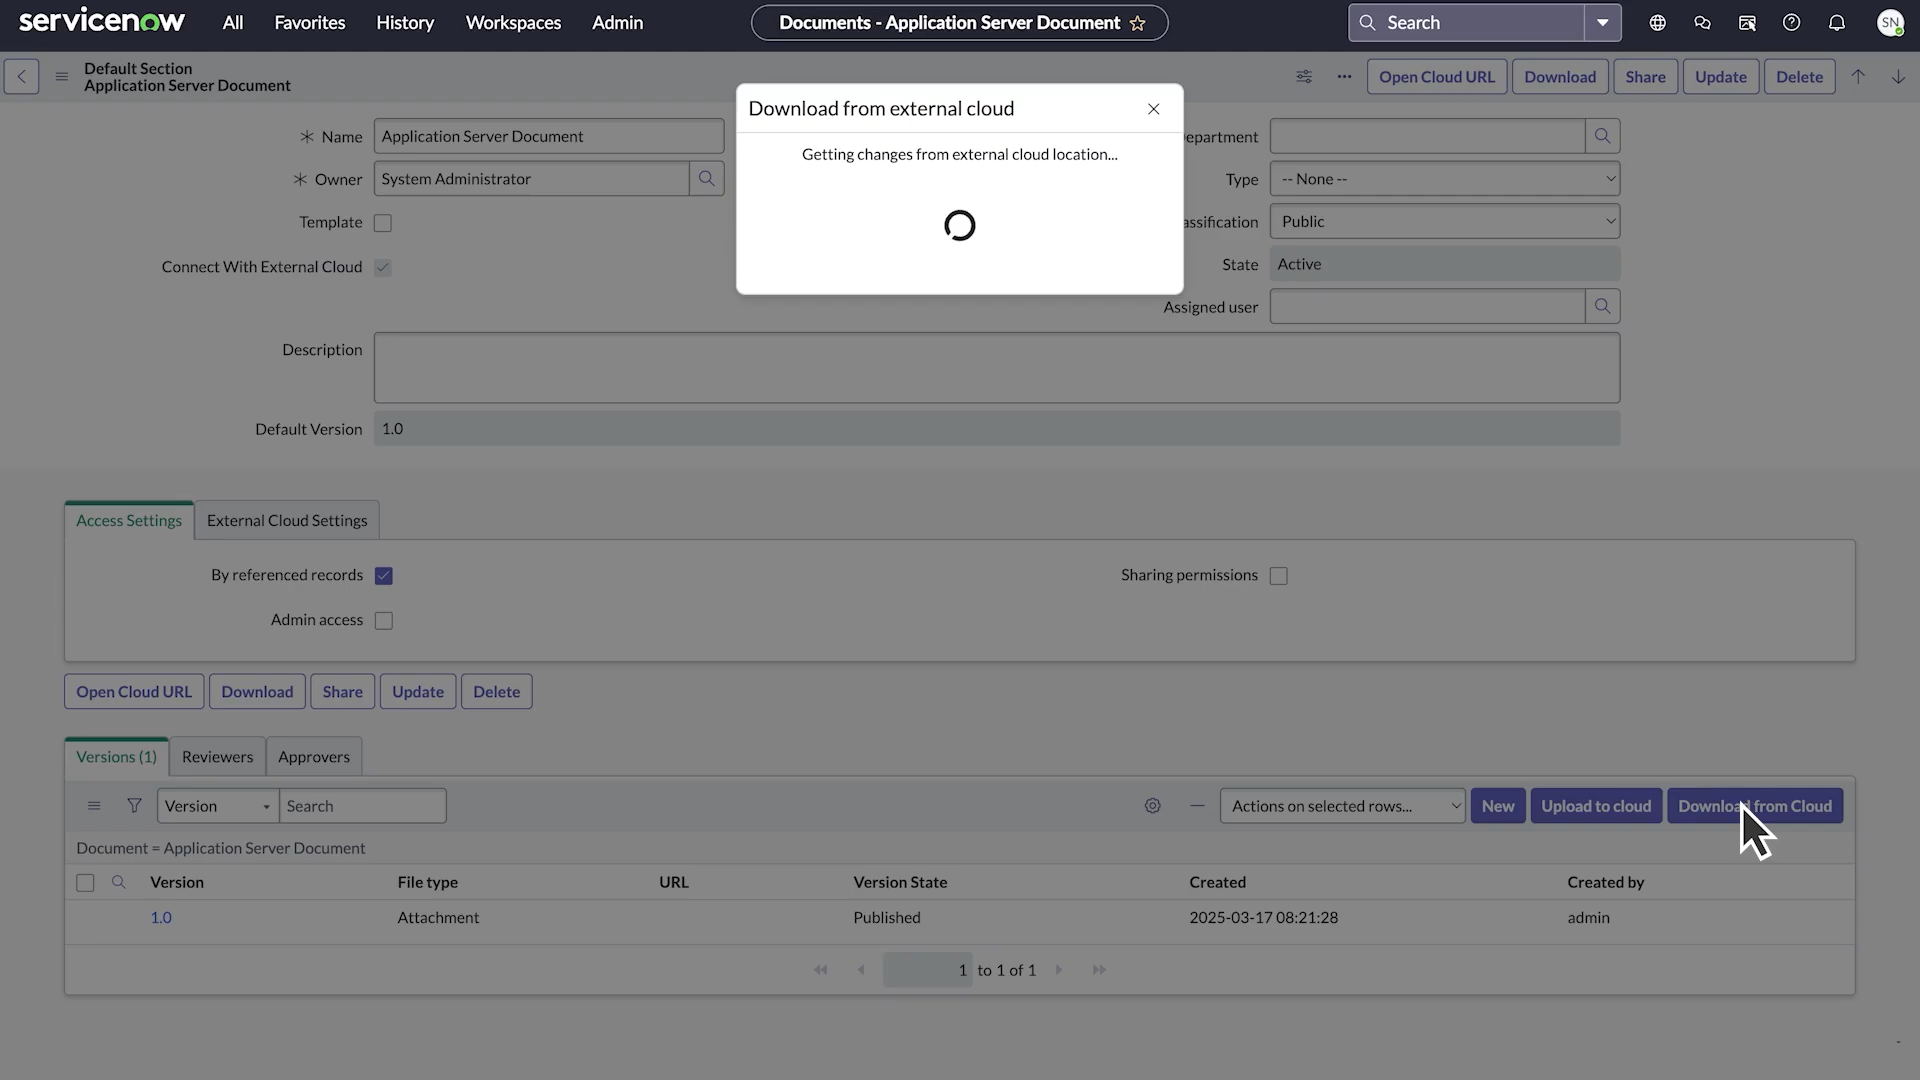 servicenow All Favorites History Workspaces Admin Documents - Application Server Document Search SN
Default Section
Application Server Document
Open Cloud URL Download Share Update Delete
Download from external cloud
Getting changes from external cloud location...
Name Application Server Document
Owner System Administrator
Template
Connect With External Cloud
epartment
Type -- None --
assification Public
State Active
Assigned user
Description
Default Version 1.0
Access Settings External Cloud Settings
By referenced records Sharing permissions
Admin access
Open Cloud URL Download Share Update Delete
Versions (1) Reviewers Approvers
Version Search Actions on selected rows... New Upload to cloud Download from Cloud
Document = Application Server Document
Version File type URL Version State Created Created by
1.0 Attachment Published 2025-03-17 08:21:28 admin
1 to 1 of 1